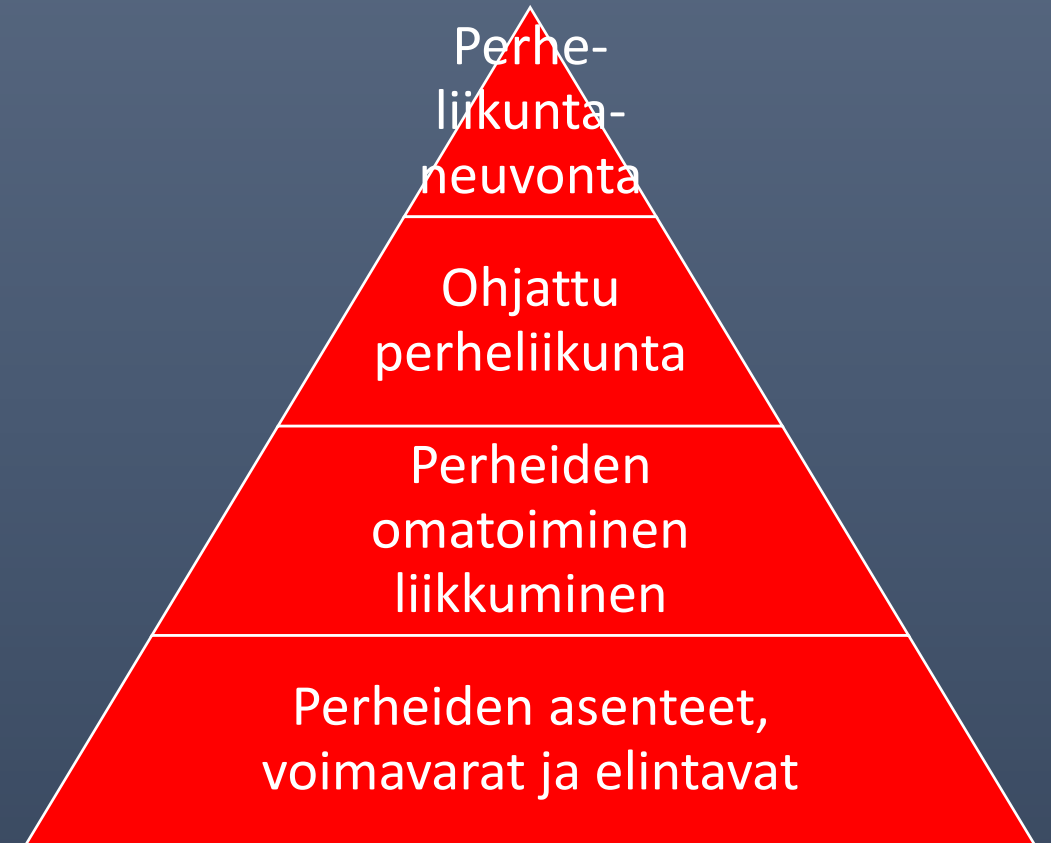 Perhe-
liikunta-
neuvonta
Ohjattu
perheliikunta
Perheiden
omatoiminen
liikkuminen
Perheiden asenteet,
voimavarat ja elintavat